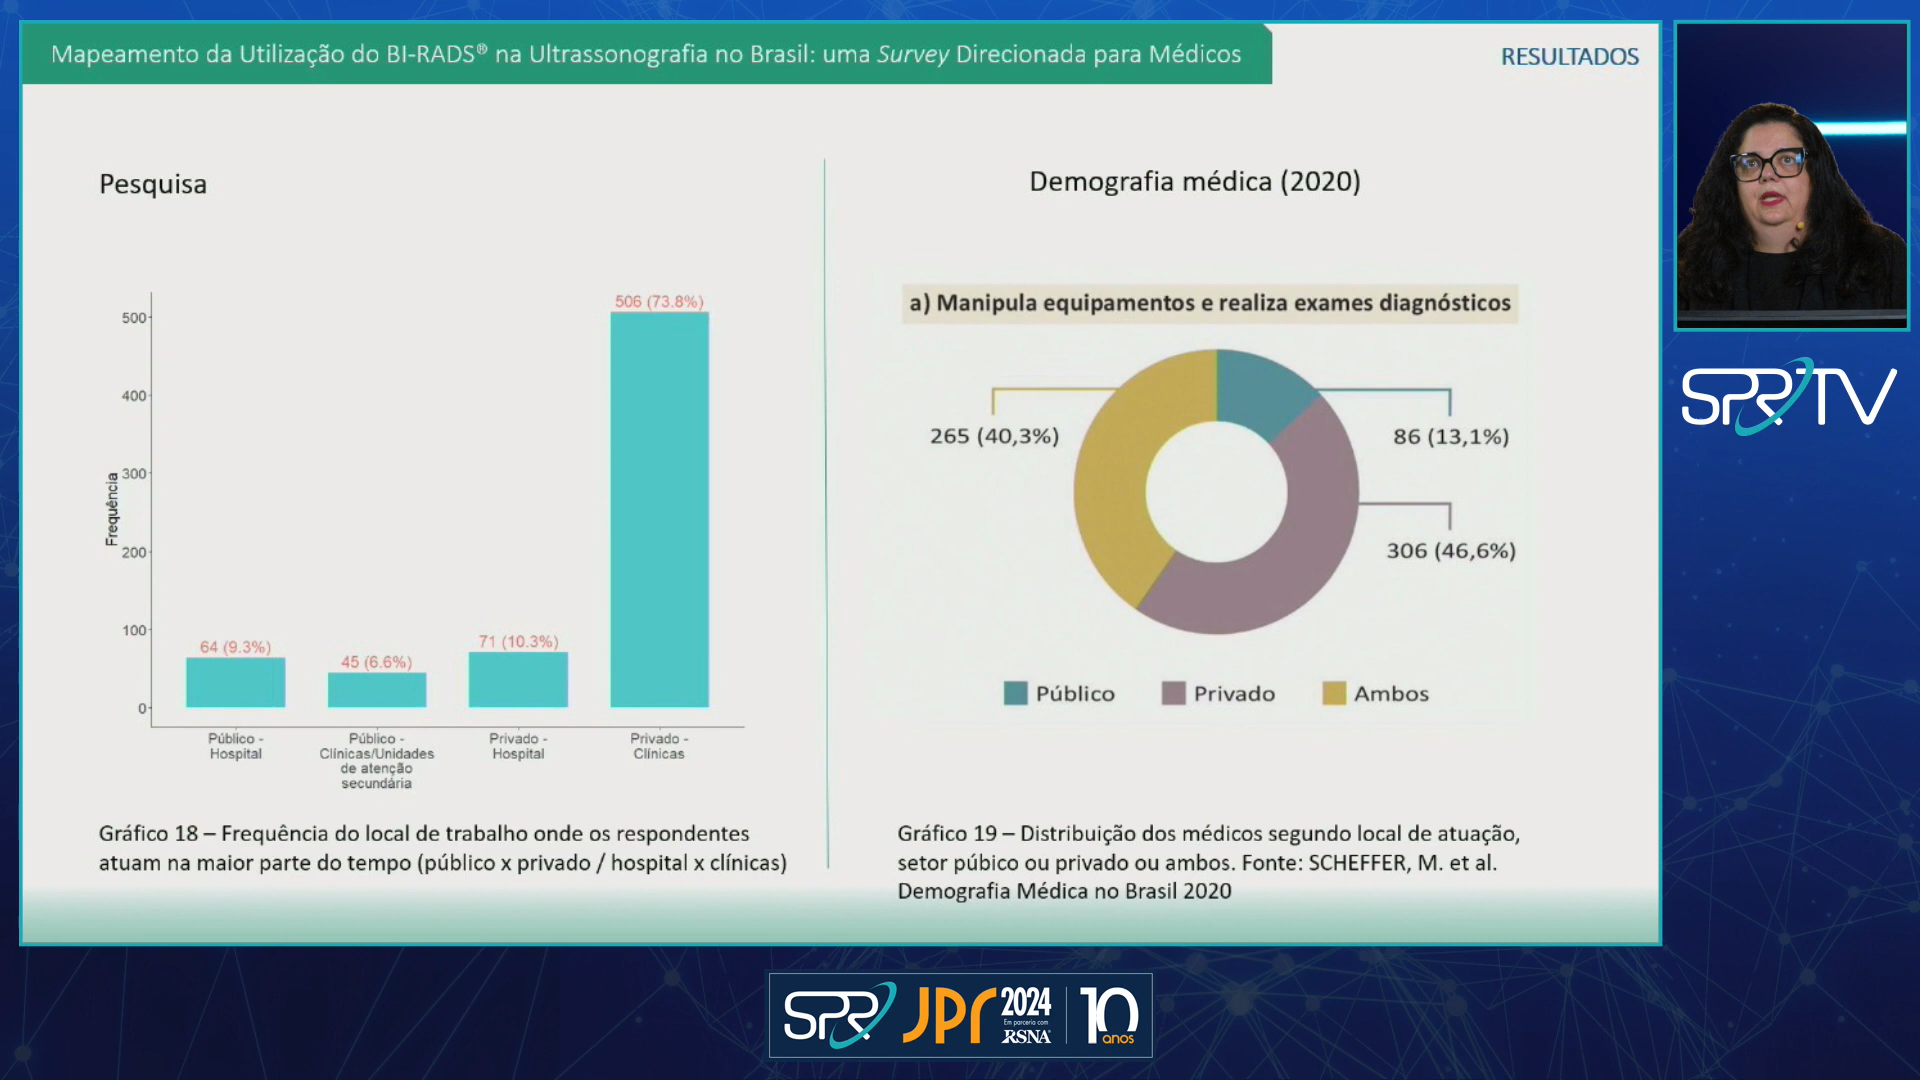 Mapeamento da Utilização do BI-RADS® na Ultrassonografia no Brasil: uma Survey Direcionada para Médicos
RESULTADOS
Pesquisa
506 (73.8%)
500
400
300
200
100
0
Frequência
64 (9.3%)
45 (6.6%)
71 (10.3%)
Público -
Hospital
Público -
Clínicas/Unidades
de atenção
secundária
Privado -
Hospital
Privado -
Clínicas
Gráfico 18 – Frequência do local de trabalho onde os respondentes
atuam na maior parte do tempo (público x privado / hospital x clínicas)
Demografia médica (2020)
a) Manipula equipamentos e realiza exames diagnósticos
265 (40,3%)
86 (13,1%)
306 (46,6%)
Público
Privado
Ambos
Gráfico 19 – Distribuição dos médicos segundo local de atuação,
setor púbico ou privado ou ambos. Fonte: SCHEFFER, M. et al.
Demografia Médica no Brasil 2020
SPR TV
SPR JPR 2024
Em parceria com
RSNA
10
anos